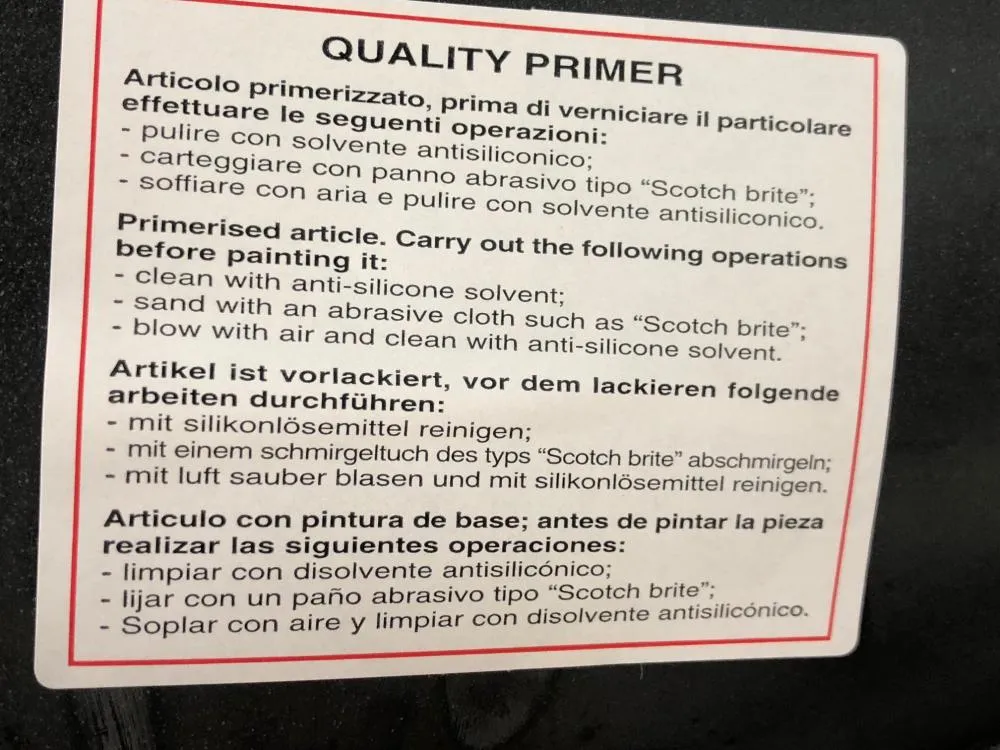 QUALITY PRIMER
Articolo primerizzato, prima di verniciare il particolare
effettuare le seguenti operazioni:
- pulire con solvente antisiliconico;
- carteggiare con panno abrasivo tipo “Scotch brite”;
- soffiare con aria e pulire con solvente antisiliconico.
Primerised article. Carry out the following operations
before painting it:
- clean with anti-silicone solvent;
- sand with an abrasive cloth such as “Scotch brite”;
- blow with air and clean with anti-silicone solvent.
Artikel ist vorlackiert, vor dem lackieren folgende
arbeiten durchführen:
- mit silikonlösemittel reinigen;
- mit einem schmirgeltuch des typs “Scotch brite” abschmirgeln;
- mit luft sauber blasen und mit silikonlösemittel reinigen.
Articulo con pintura de base; antes de pintar la pieza
realizar las siguientes operaciones:
- limpiar con disolvente antisilicónico;
- lijar con un paño abrasivo tipo “Scotch brite”;
- Soplar con aire y limpiar con disolvente antisilicónico.